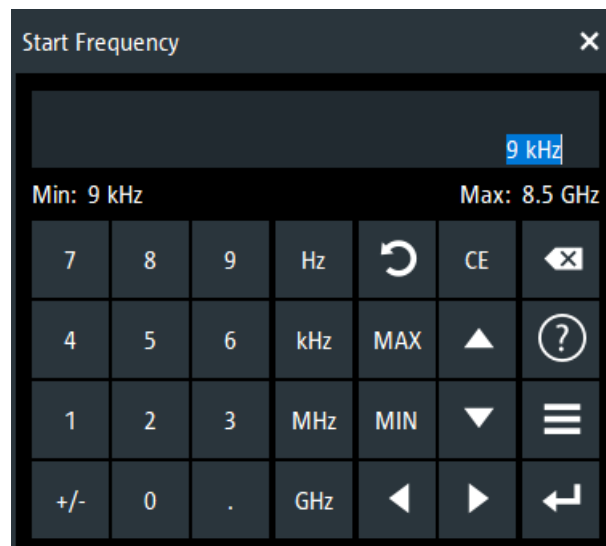 Start Frequency
9 kHz
Min: 9 kHz Max: 8.5 GHz
7 8 9 Hz CE
4 5 6 kHz MAX ?
1 2 3 MHz MIN
+/- 0 . GHz